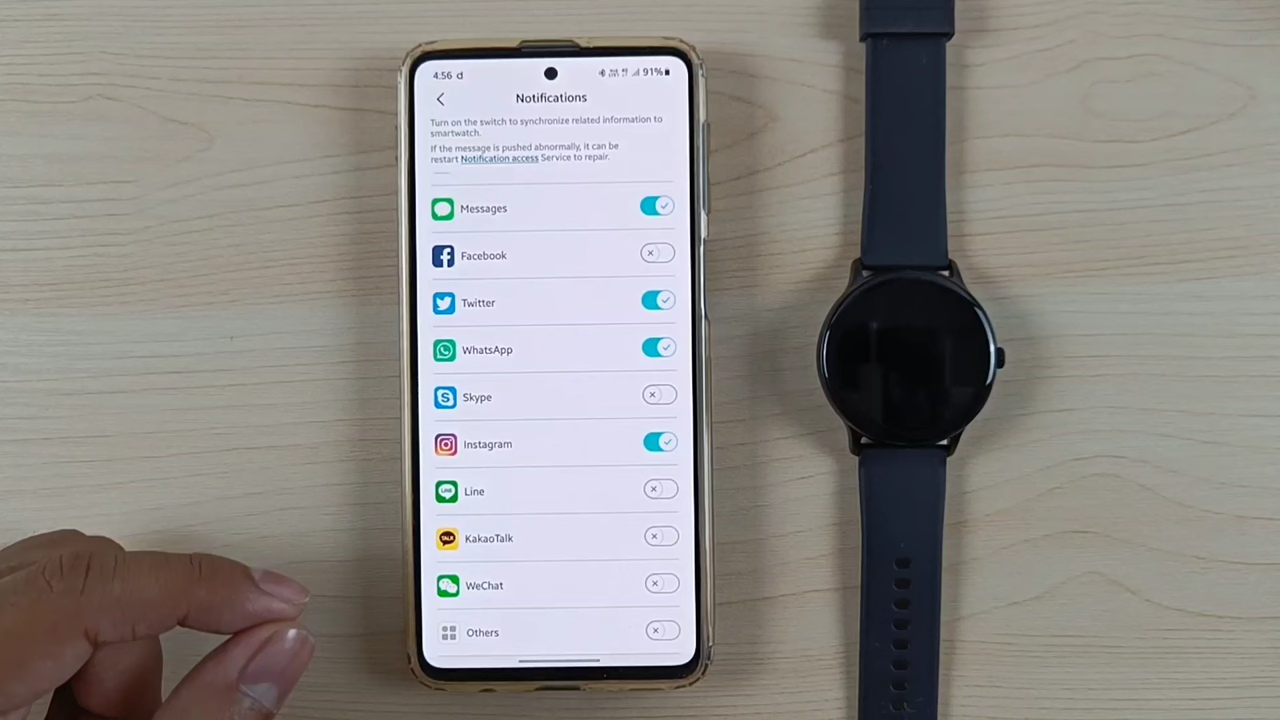 4:56 d
91%
Notifications
Turn on the switch to synchronize related information to
smartwatch.
If the message is pushed abnormally, it can be
restart Notification access Service to repair.
Messages
Facebook
Twitter
WhatsApp
Skype
Instagram
LINE
Line
TALK
KakaoTalk
WeChat
Others